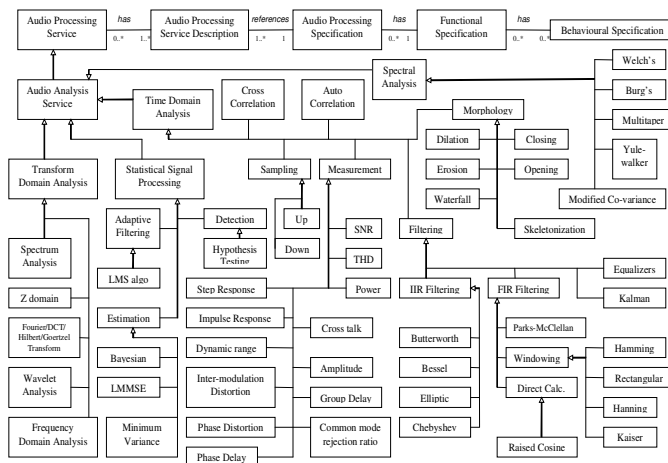 Audio Processing
Service
has
0..*
1..*
Audio Processing
Service Description
references
1..*
1
Audio Processing
Specification
has
0..*
1
Functional
Specification
has
0..*
0..*
Behavioural Specification
Audio Analysis
Service
Time Domain
Analysis
Cross
Correlation
Auto
Correlation
Spectral
Analysis
Welch's
Burg's
Multitaper
Yule-
walker
Modified Co-variance
Morphology
Dilation
Closing
Erosion
Opening
Waterfall
Skeletonization
Transform
Domain Analysis
Statistical Signal
Processing
Sampling
Measurement
Up
Down
SNR
THD
Power
Filtering
Spectrum
Analysis
Z domain
Fourier/DCT/
Hilbert/Goertzel
Transform
Wavelet
Analysis
Frequency
Domain Analysis
Adaptive
Filtering
LMS algo
Detection
Hypothesis
Testing
Estimation
Bayesian
LMMSE
Minimum
Variance
Step Response
Impulse Response
Dynamic range
Inter-modulation
Distortion
Phase Distortion
Phase Delay
Cross talk
Amplitude
Group Delay
Common mode
rejection ratio
IIR Filtering
Butterworth
Bessel
Elliptic
Chebyshev
FIR Filtering
Parks-McClellan
Windowing
Direct Calc.
Raised Cosine
Equalizers
Kalman
Hamming
Rectangular
Hanning
Kaiser